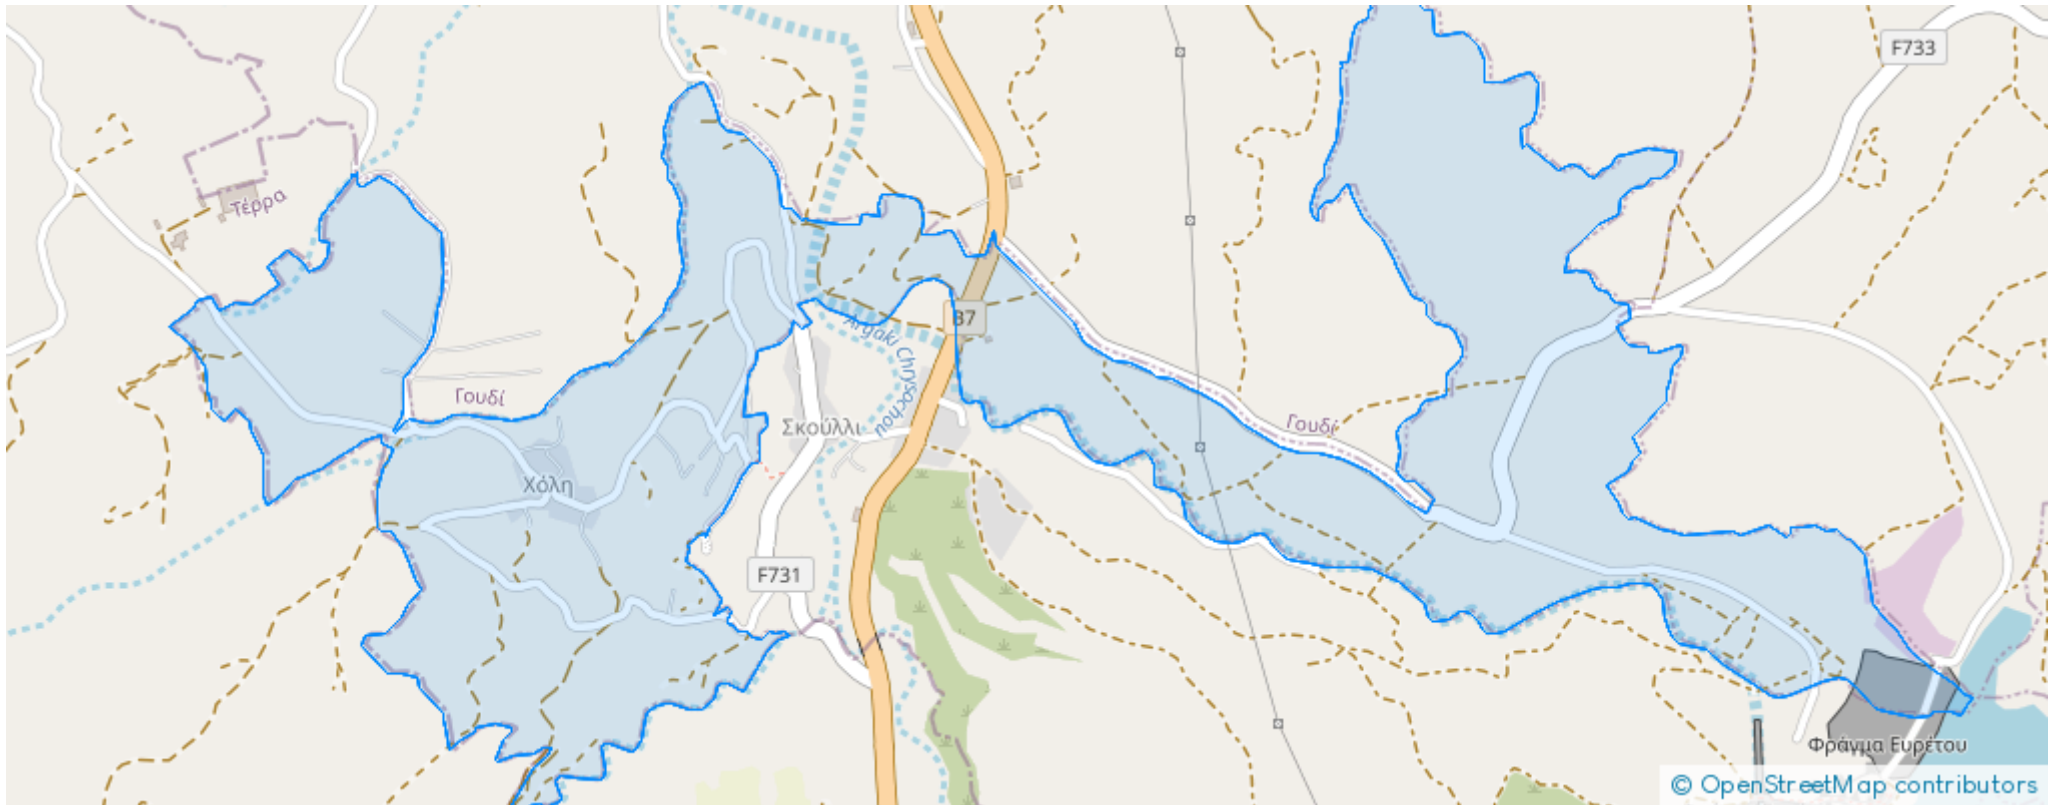 F733
Τέρρα
B7
Argaki Chrysochou
Γουδί
Γουδί
Σκούλλι
Χόλη
F731
Φράγμα Ευρέτου
© OpenStreetMap contributors